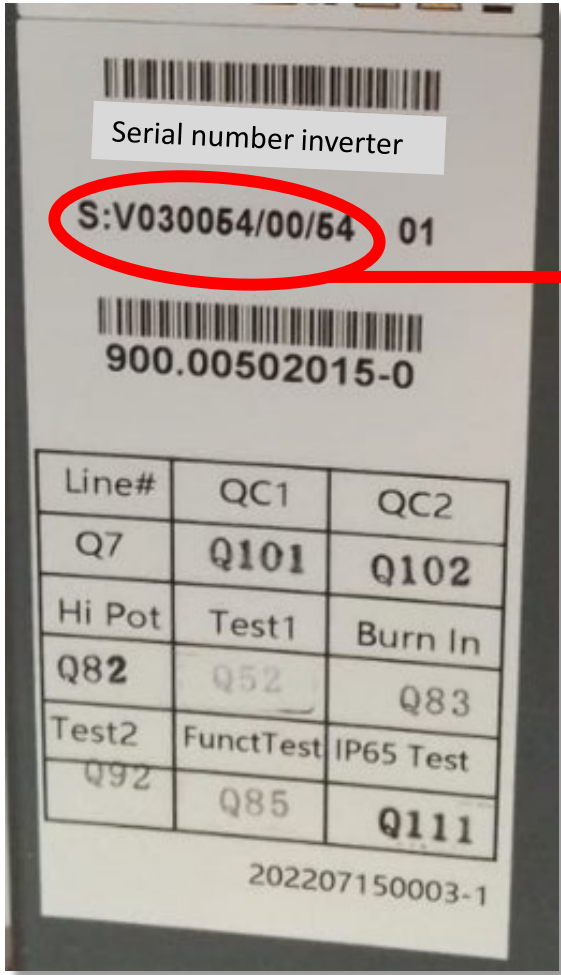 Serial number inverter
S:V030054/00/54 01
900.00502015-0
Line# QC1 QC2
Q7 Q101 Q102
Hi Pot Test1 Burn In
Q82 Q52 Q83
Test2 FunctTest IP65 Test
Q92 Q85 Q111
202207150003-1